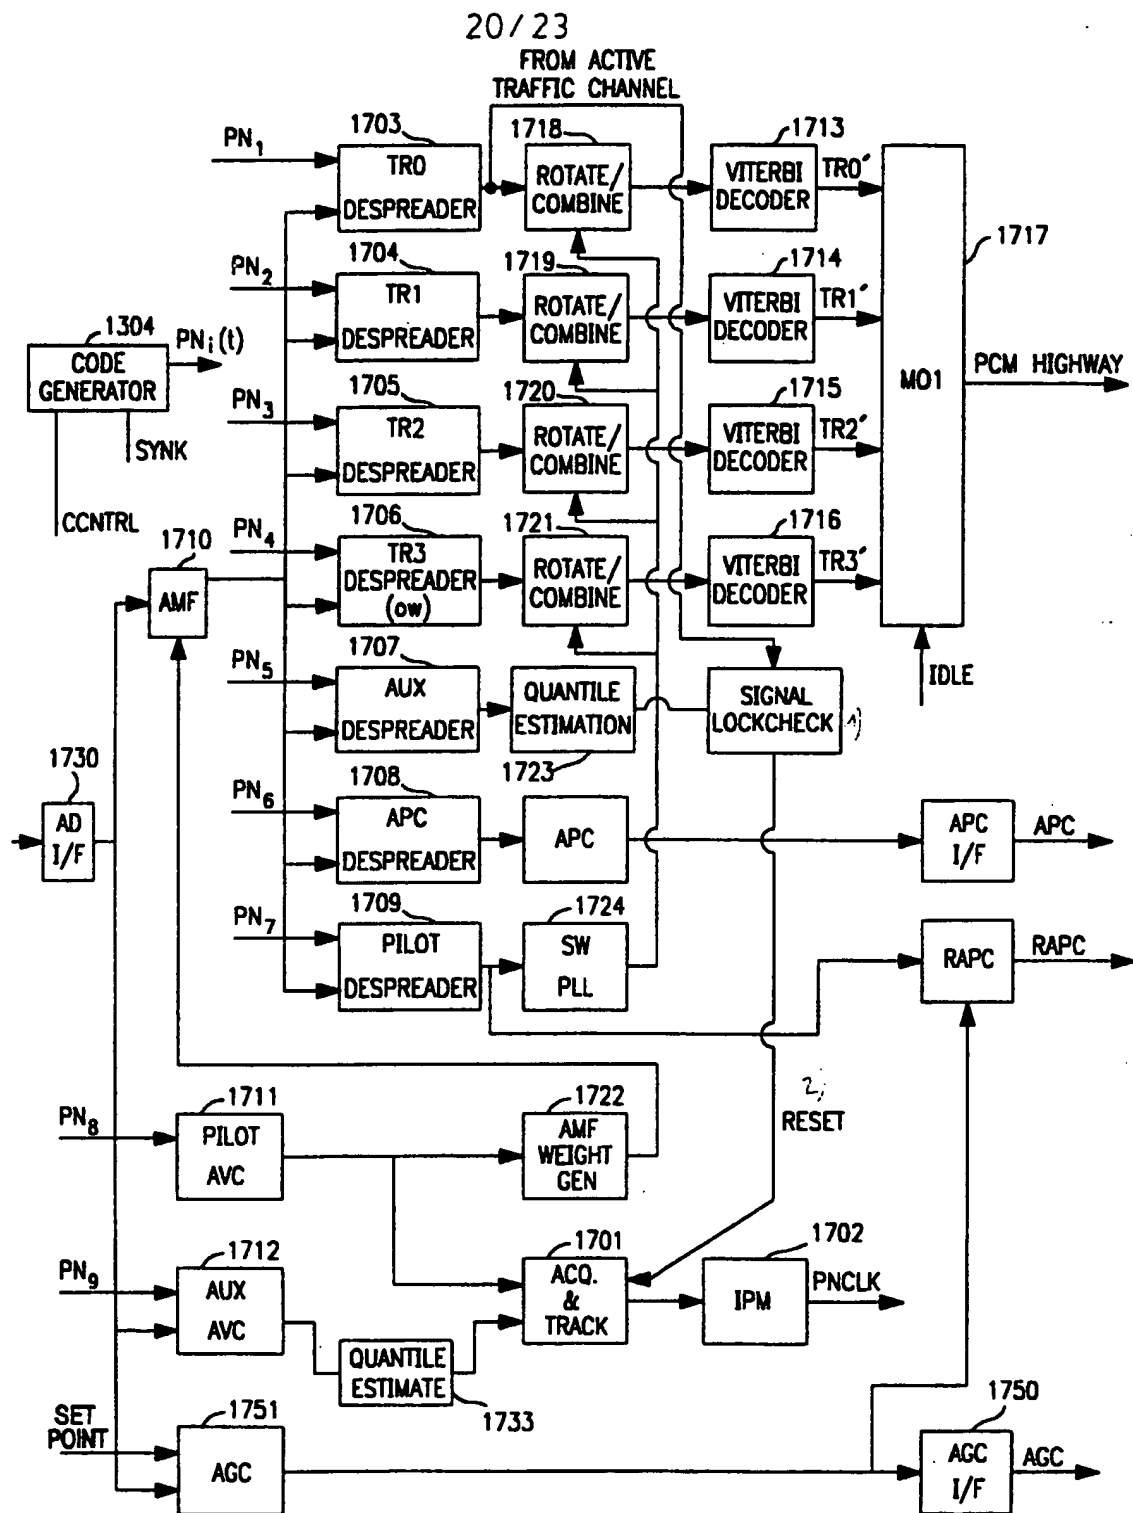 20/23
FROM ACTIVE
TRAFFIC CHANNEL
1703
1718
1713
PN1
TR0
DESPREADER
ROTATE/
COMBINE
VITERBI
DECODER
TR0'
1717
1704
1719
1714
PN2
TR1
DESPREADER
ROTATE/
COMBINE
VITERBI
DECODER
TR1'
1304
CODE
GENERATOR
PNi(t)
SYNK
CCNTRL
M01
PCM HIGHWAY
1705
1720
1715
PN3
TR2
DESPREADER
ROTATE/
COMBINE
VITERBI
DECODER
TR2'
1706
1721
1716
PN4
TR3
DESPREADER
(OW)
ROTATE/
COMBINE
VITERBI
DECODER
TR3'
1710
AMF
IDLE
1707
PN5
AUX
DESPREADER
QUANTILE
ESTIMATION
1723
SIGNAL
LOCKCHECK
1)
1730
AD
I/F
1708
PN6
APC
DESPREADER
APC
APC
I/F
APC
1709
1724
PN7
PILOT
DESPREADER
SW
PLL
RAPC
RAPC
2)
RESET
1711
1722
PN8
PILOT
AVC
AMF
WEIGHT
GEN
1712
1701
1702
PN9
AUX
AVC
ACQ.
&
TRACK
IPM
PNCLK
QUANTILE
ESTIMATE
1733
1751
1750
SET
POINT
AGC
AGC
I/F
AGC